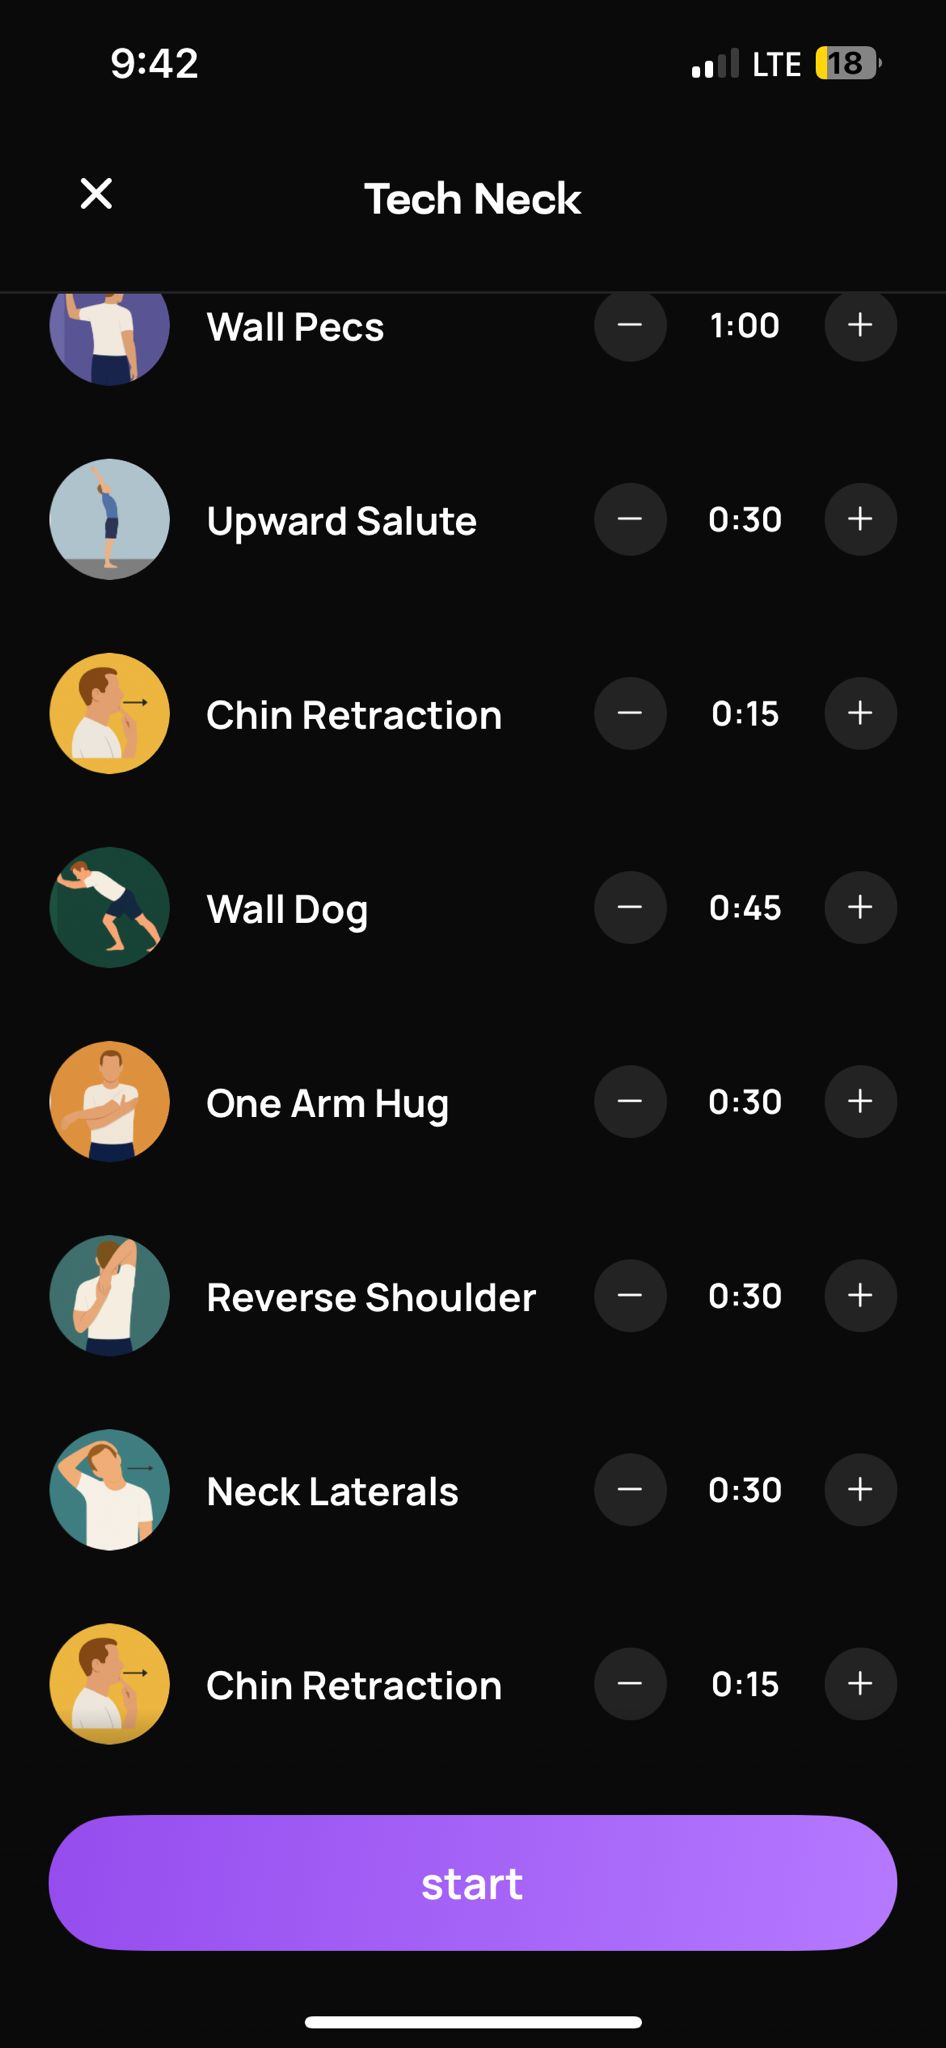 9:42
LTE 18
Tech Neck
Wall Pecs 1:00
Upward Salute 0:30
Chin Retraction 0:15
Wall Dog 0:45
One Arm Hug 0:30
Reverse Shoulder 0:30
Neck Laterals 0:30
Chin Retraction 0:15
start